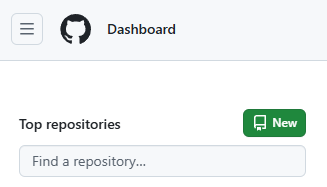 Dashboard
Top repositories
New
Find a repository...